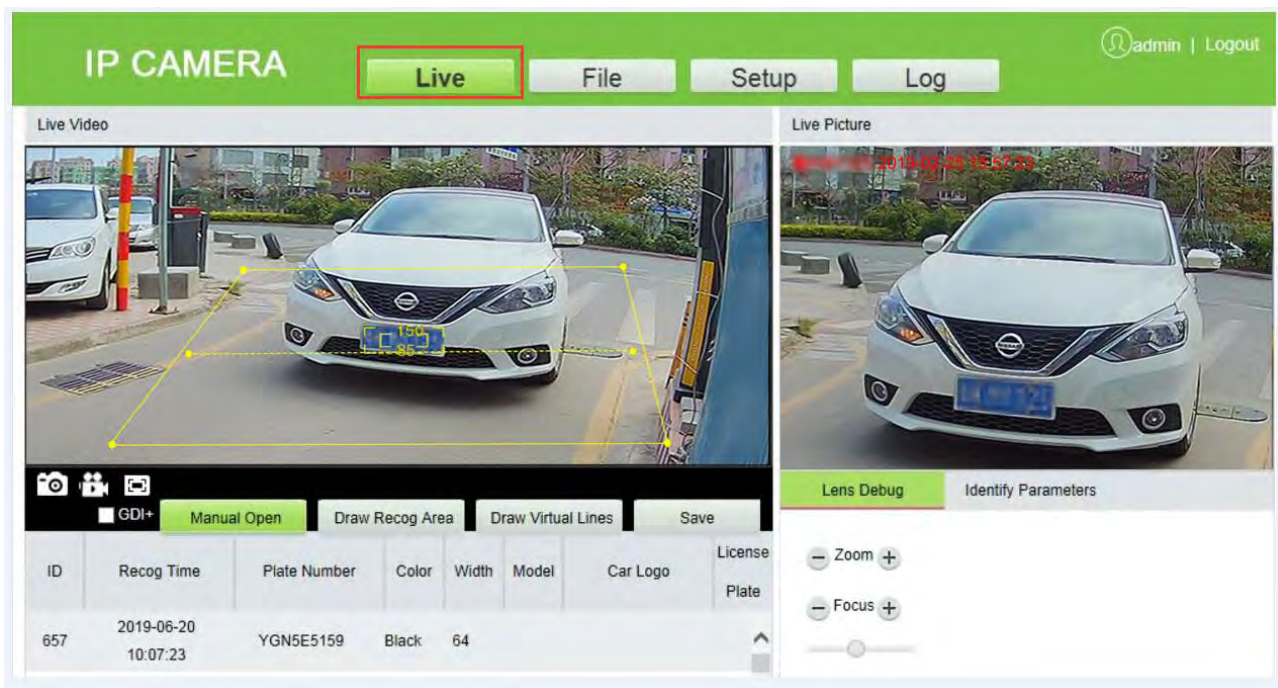 IP CAMERA
Live
File
Setup
Log
admin | Logout
Live Video
Live Picture
2019-02-25 15:57:23
150
85
GDI+
Manual Open
Draw Recog Area
Draw Virtual Lines
Save
Lens Debug
Identify Parameters
ID
Recog Time
Plate Number
Color
Width
Model
Car Logo
License Plate
657
2019-06-20
10:07:23
YGN5E5159
Black
64
Zoom
Focus